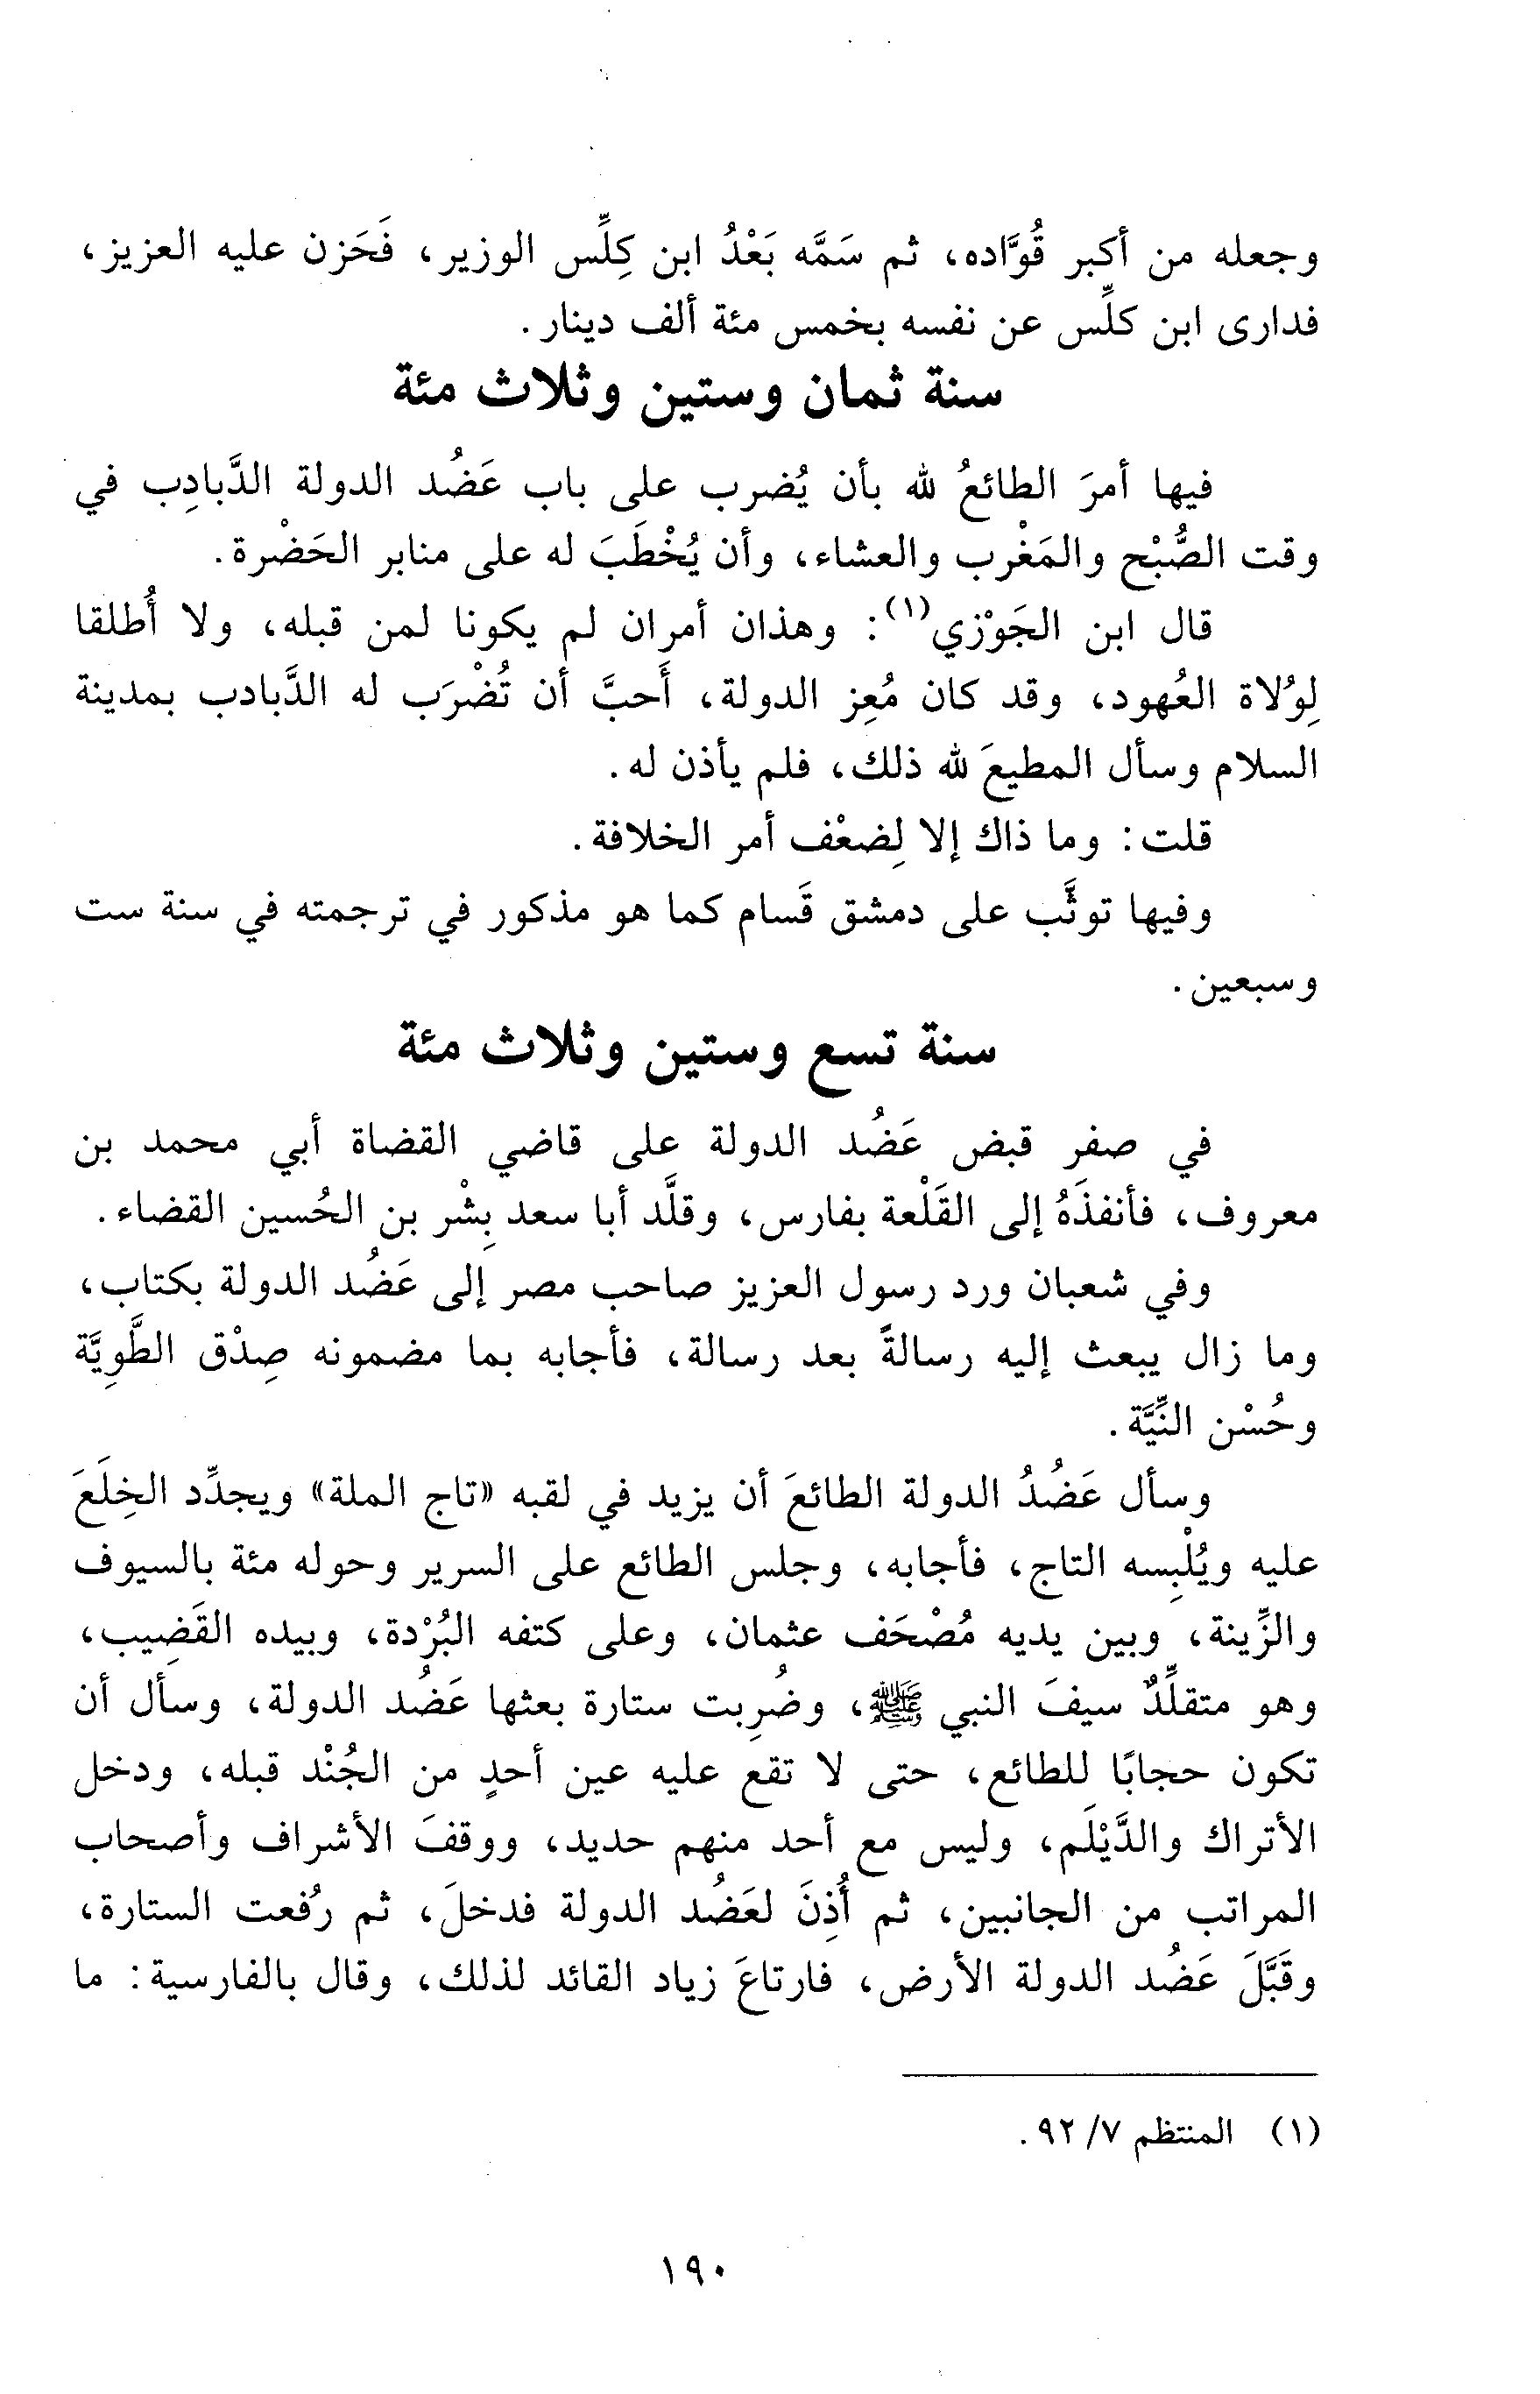 وجعله من أكبر قُوَّاده، ثم سَمَّه بَعْدُ ابن كِلِّس الوزير، فَحَزن عليه العزيز،
فدارى ابن كلِّس عن نفسه بخمس مئة ألف دينار.
سنة ثمان وستين وثلاث مئة
فيها أمرَ الطائعُ لله بأن يُضرب على باب عَضُد الدولة الدَّبادِب في
وقت الصُّبْح والمَغْرب والعشاء، وأن يُخْطَبَ له على منابر الحَضْرة.
قال ابن الجَوْزي(١): وهذان أمران لم يكونا لمن قبله، ولا أُطلقا
لِوُلاة العُهود، وقد كان مُعِز الدولة، أَحبَّ أن تُضْرَب له الدَّبادب بمدينة
السلام وسأل المطيعَ لله ذلك، فلم يأذن له.
قلت: وما ذاك إلا لِضعْف أمر الخلافة.
وفيها توثَّب على دمشق قَسام كما هو مذكور في ترجمته في سنة ست
وسبعين.
سنة تسع وستين وثلاث مئة
في صفر قبض عَضُد الدولة على قاضي القضاة أبي محمد بن
معروف، فأنفذَهُ إلى القَلْعة بفارس، وقلَّد أبا سعد بِشْر بن الحُسين القضاء.
وفي شعبان ورد رسول العزيز صاحب مصر إلى عَضُد الدولة بكتاب،
وما زال يبعث إليه رسالةً بعد رسالة، فأجابه بما مضمونه صِدْق الطَّوِيَّة
وحُسْن النِّيَّة.
وسأل عَضُدُ الدولة الطائعَ أن يزيد في لقبه «تاج الملة» ويجدِّد الخِلَعَ
عليه ويُلْبِسه التاج، فأجابه، وجلس الطائع على السرير وحوله مئة بالسيوف
والزِّينة، وبين يديه مُصْحَف عثمان، وعلى كتفه البُرْدة، وبيده القَضِيب،
وهو متقلِّدٌ سيفَ النبي ﷺ، وضُرِبت ستارة بعثها عَضُد الدولة، وسأل أن
تكون حجابًا للطائع، حتى لا تقع عليه عين أحدٍ من الجُنْد قبله، ودخل
الأتراك والدَّيْلَم، وليس مع أحد منهم حديد، ووقفَ الأشراف وأصحاب
المراتب من الجانبين، ثم أُذِنَ لعَضُد الدولة فدخلَ، ثم رُفعت الستارة،
وقَبَّلَ عَضُد الدولة الأرض، فارتاعَ زياد القائد لذلك، وقال بالفارسية: ما
(١) المنتظم ٧/ ٩٢.
١٩٠